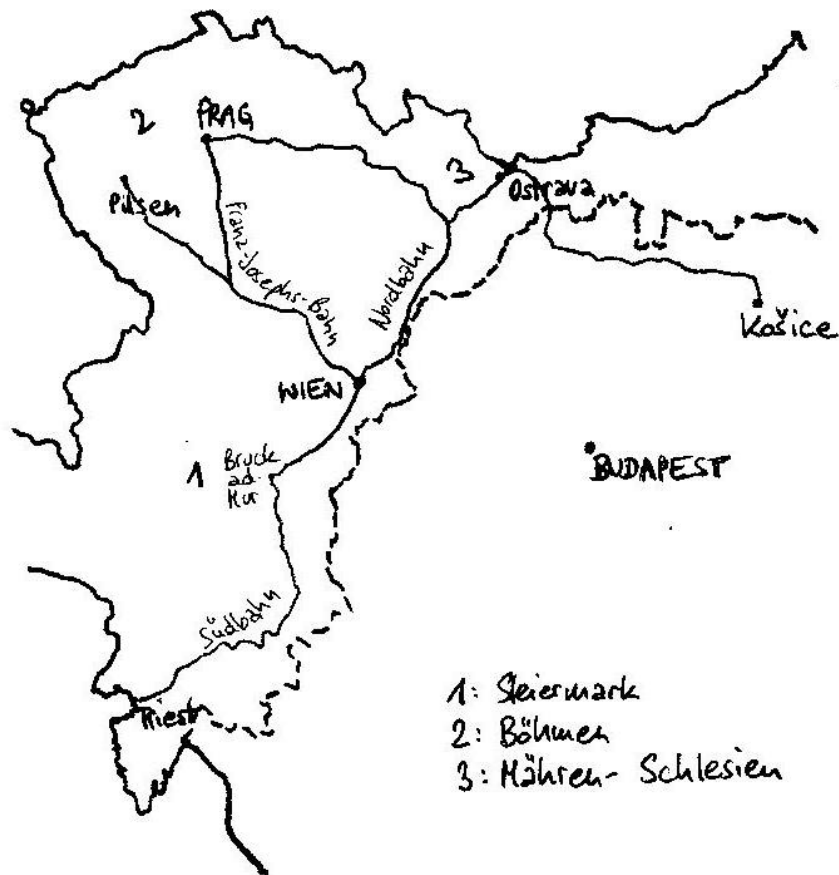 2
PRAG
3
Ostrava
Pilsen
Franz-Josephs-Bahn
Nordbahn
Košice
WIEN
1
Bruck
ad.
Mur
BUDAPEST
Südbahn
Triest
1: Steiermark
2: Böhmen
3: Mähren- Schlesien